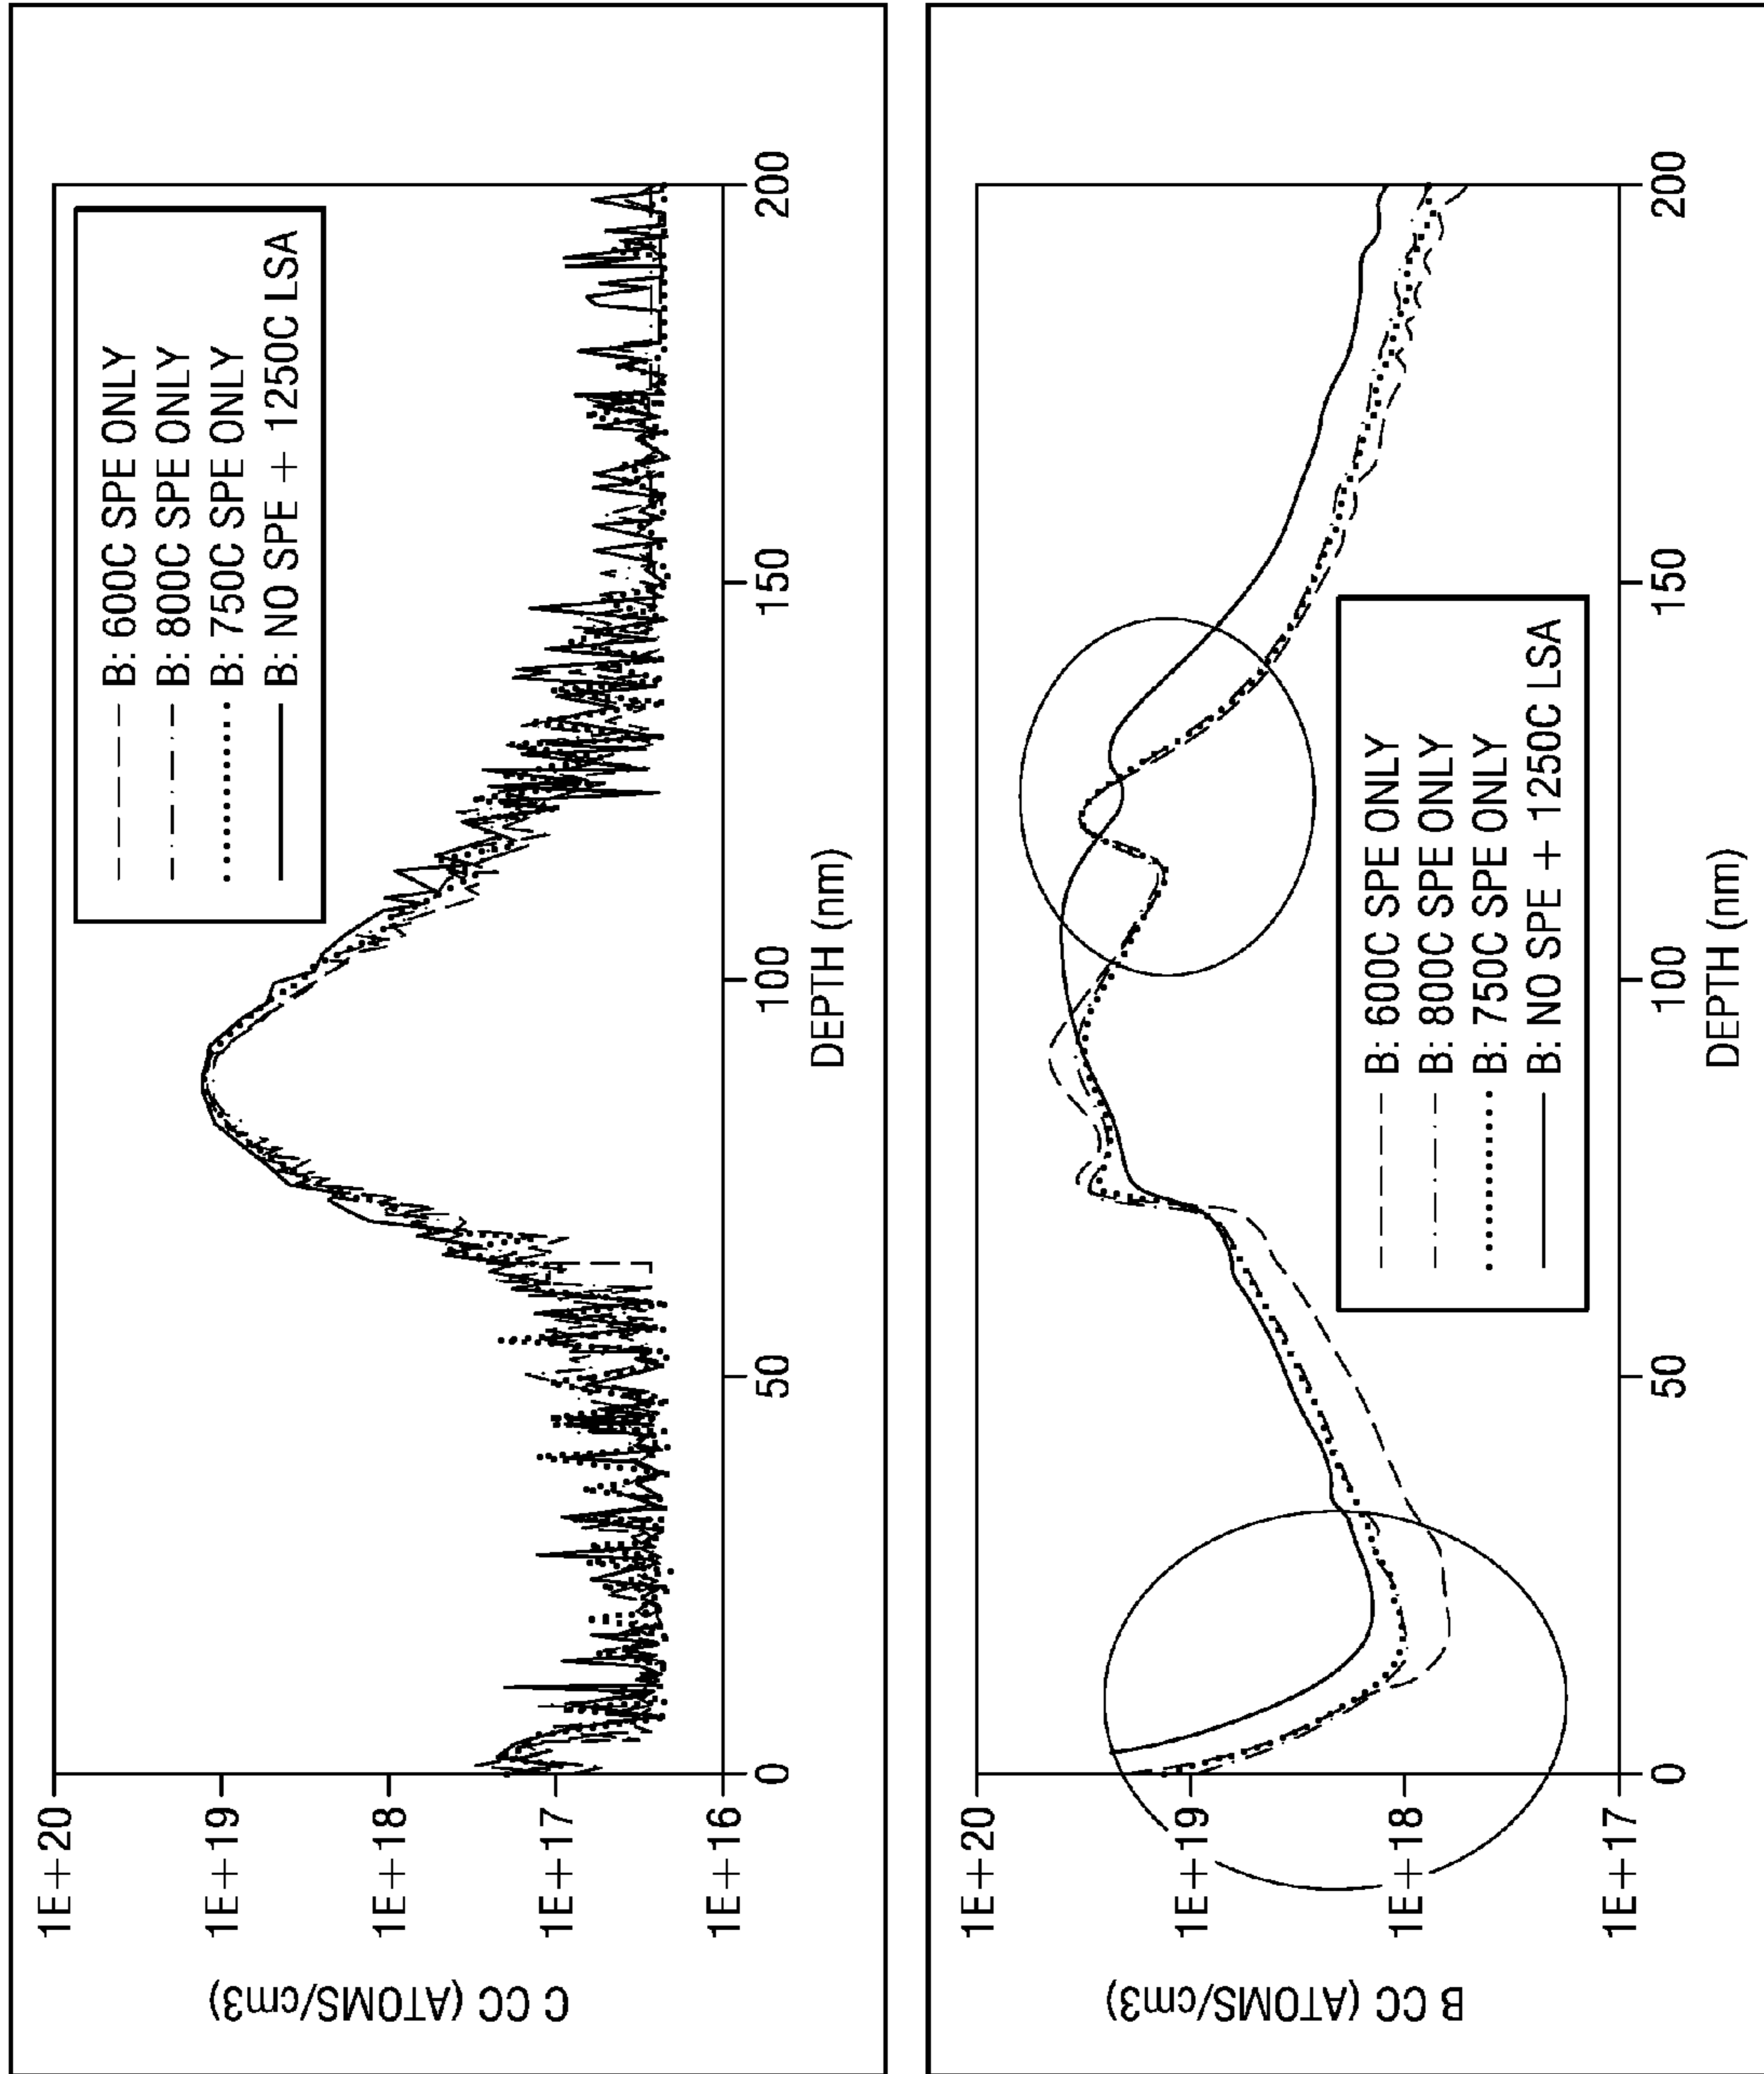 C CC (ATOMS/cm3)
1E+20
1E+19
1E+18
1E+17
1E+16
B: 600C SPE ONLY
B: 800C SPE ONLY
B: 750C SPE ONLY
B: NO SPE + 1250C LSA
0
50
100
150
200
DEPTH (nm)
B CC (ATOMS/cm3)
1E+20
1E+19
1E+18
1E+17
B: 600C SPE ONLY
B: 800C SPE ONLY
B: 750C SPE ONLY
B: NO SPE + 1250C LSA
0
50
100
150
200
DEPTH (nm)